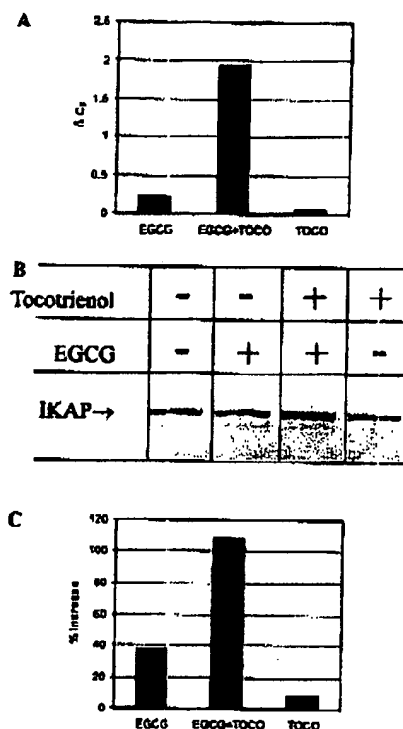 A
2.5
2
1.5
1
0.5
0
Δ Ct
EGCG EGCG+TOCO TOCO
B
Tocotrienol - - + +
EGCG - + + -
IKAP→
C
120
100
80
60
40
20
0
% Increase
EGCG EGCG+TOCO TOCO